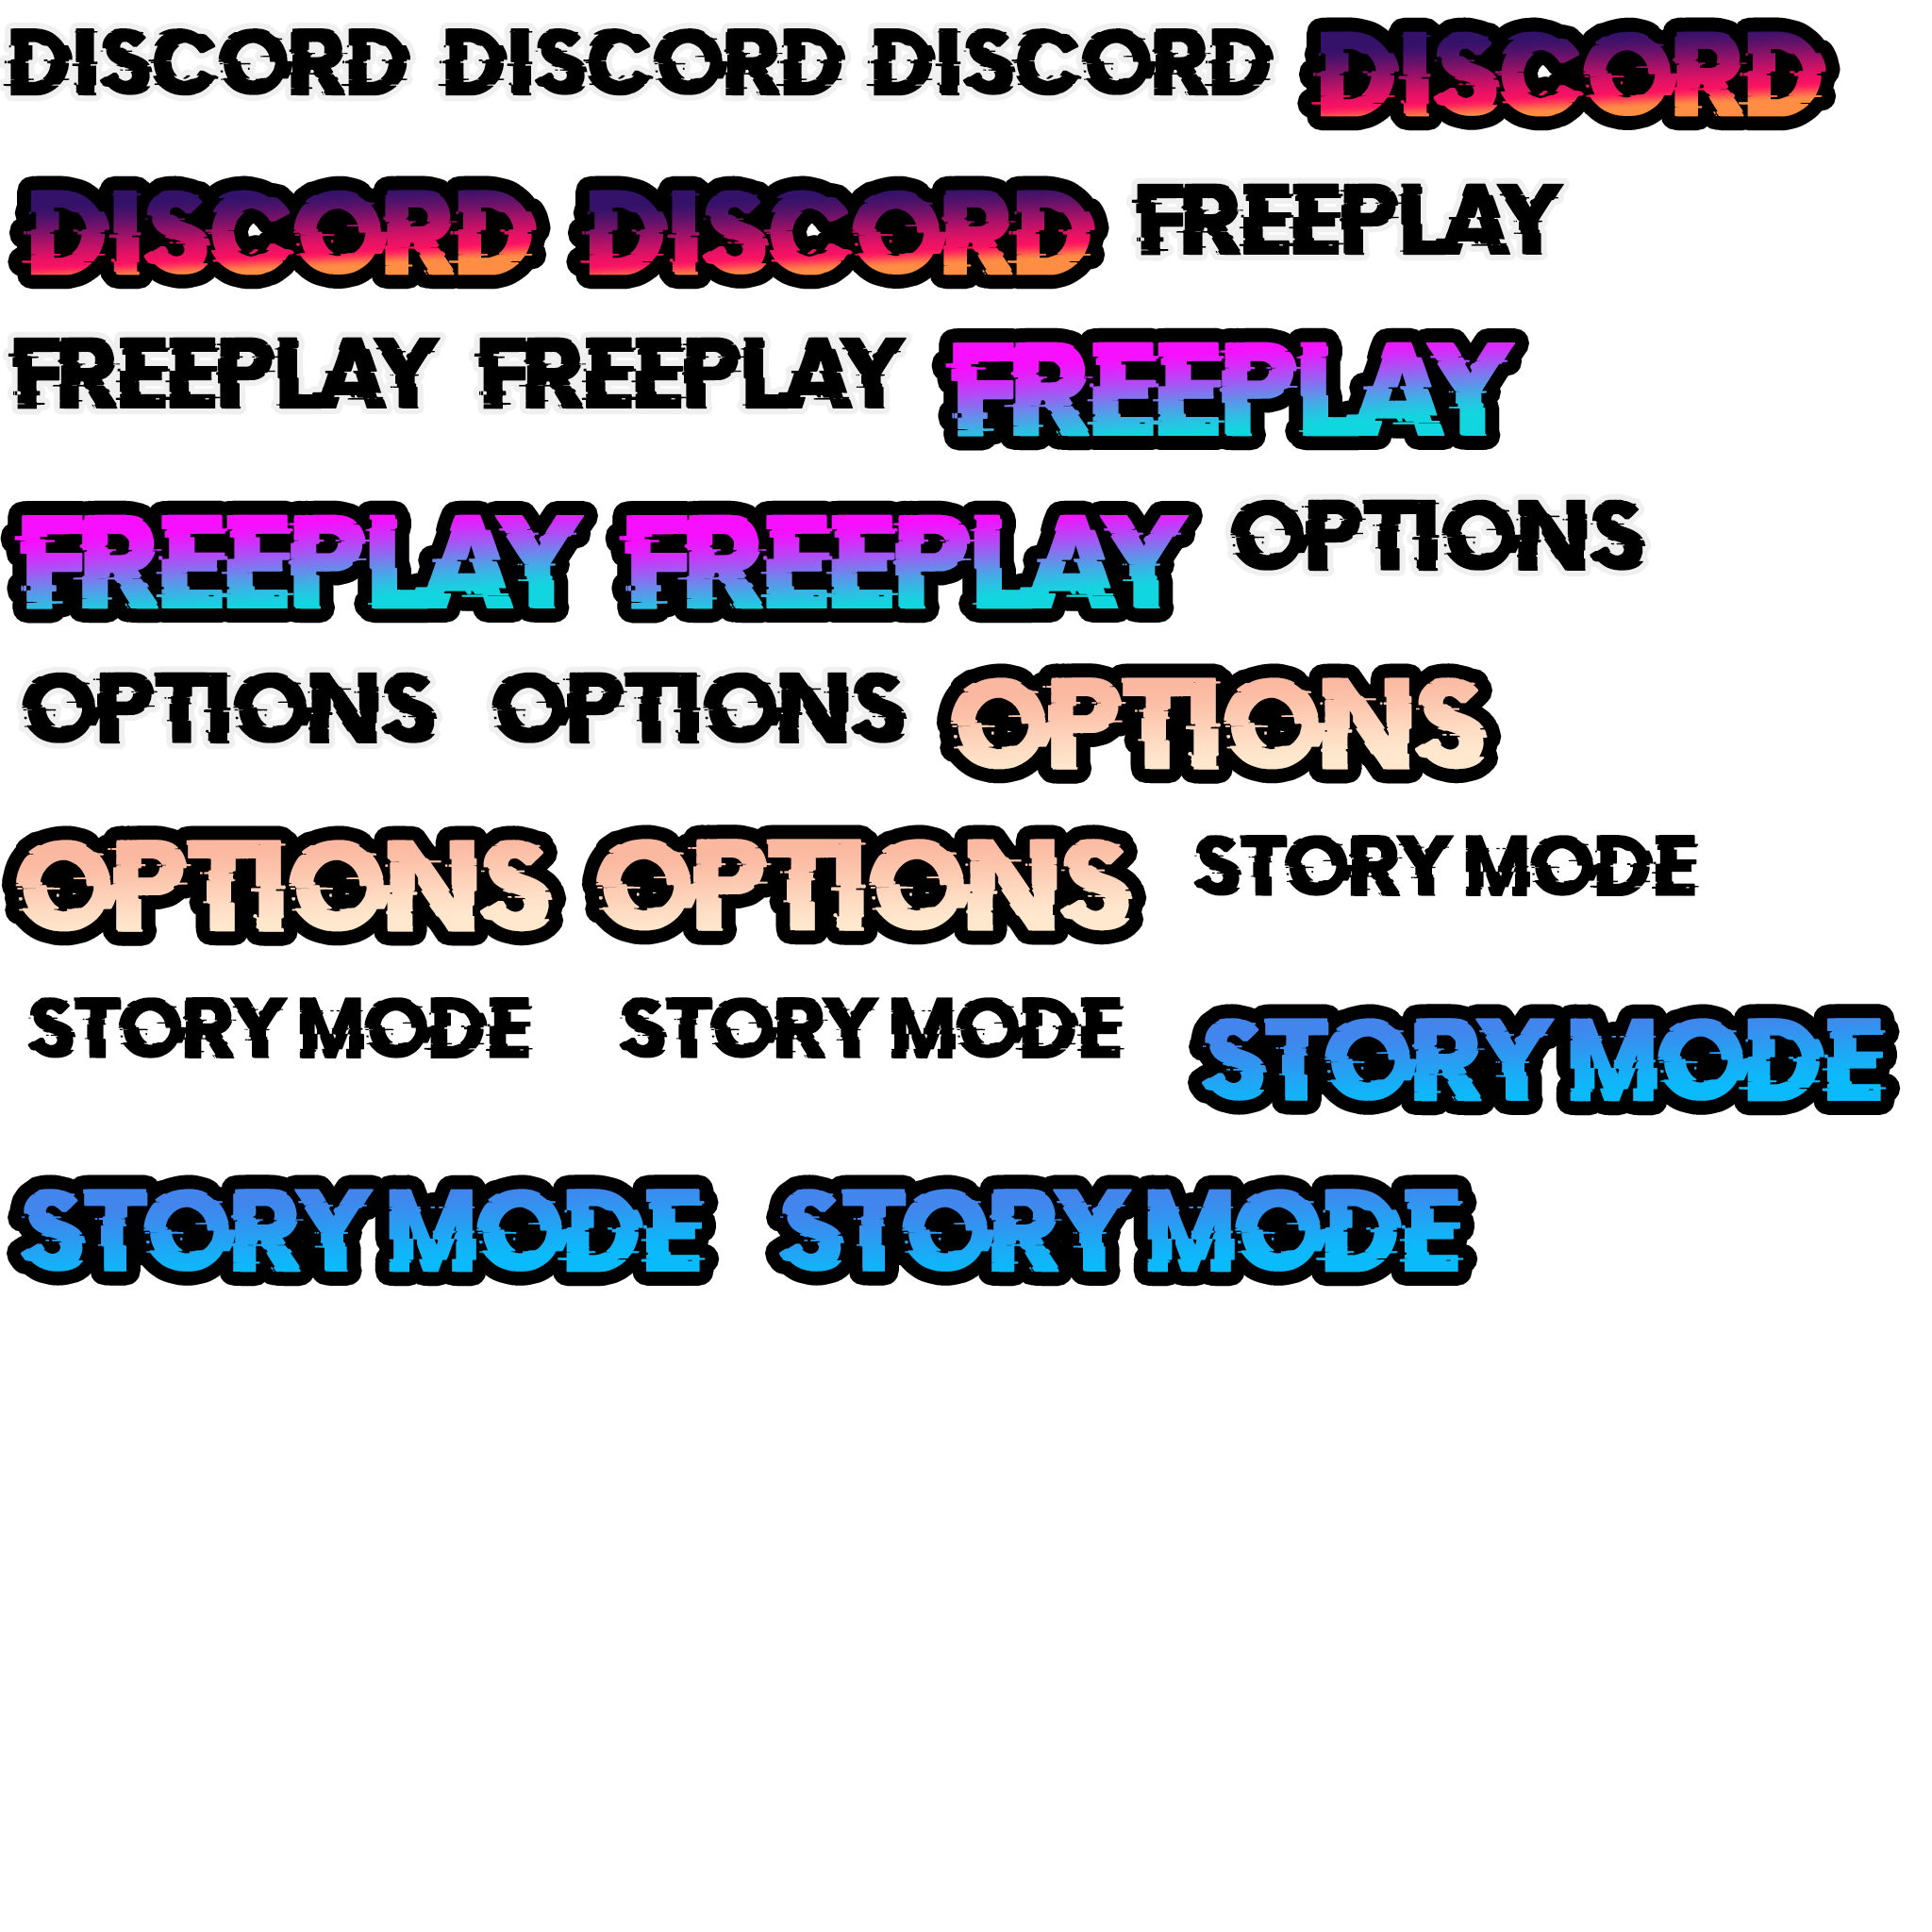 DISCORD DISCORD DISCORD DISCORD
DISCORD DISCORD FREEPLAY
FREEPLAY FREEPLAY FREEPLAY
FREEPLAY FREEPLAY OPTIONS
OPTIONS OPTIONS OPTIONS
OPTIONS OPTIONS STORY MODE
STORY MODE STORY MODE STORY MODE
STORY MODE STORY MODE